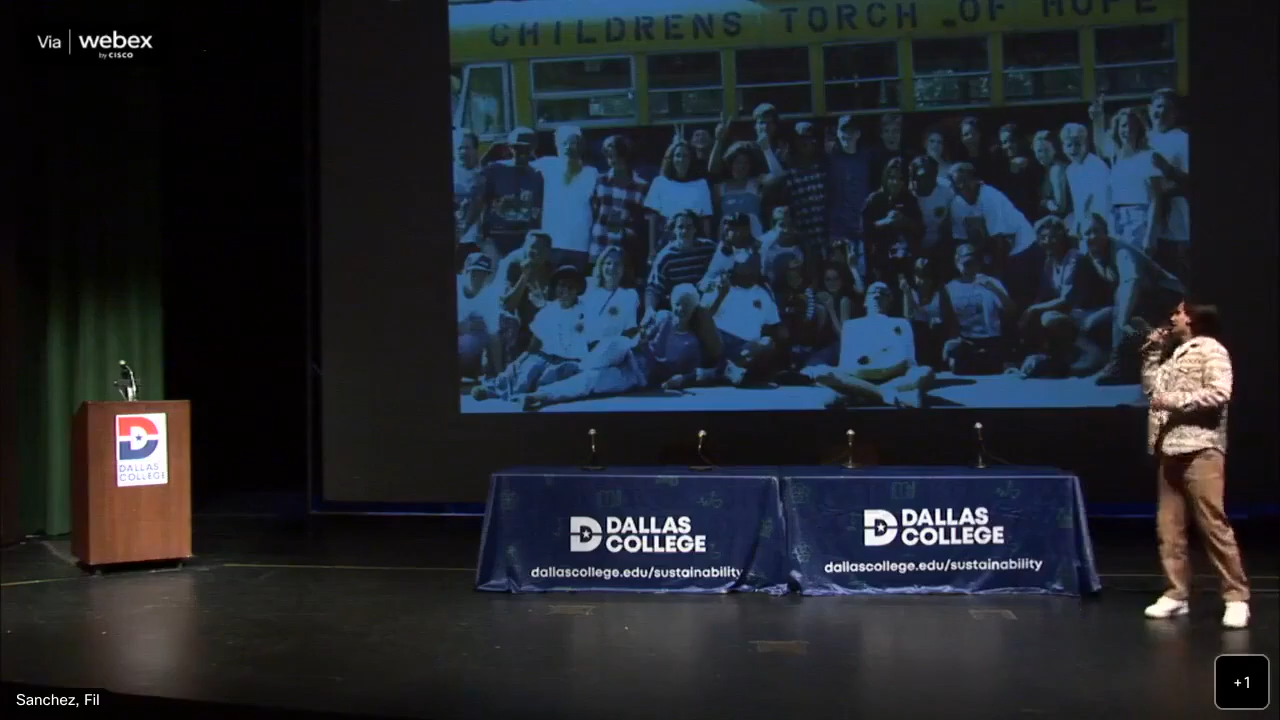 Via webex
by CISCO
CHILDRENS TORCH OF HOPE
DALLAS
COLLEGE
DALLAS
COLLEGE
dallascollege.edu/sustainability
DALLAS
COLLEGE
dallascollege.edu/sustainability
Sanchez, Fil
+1